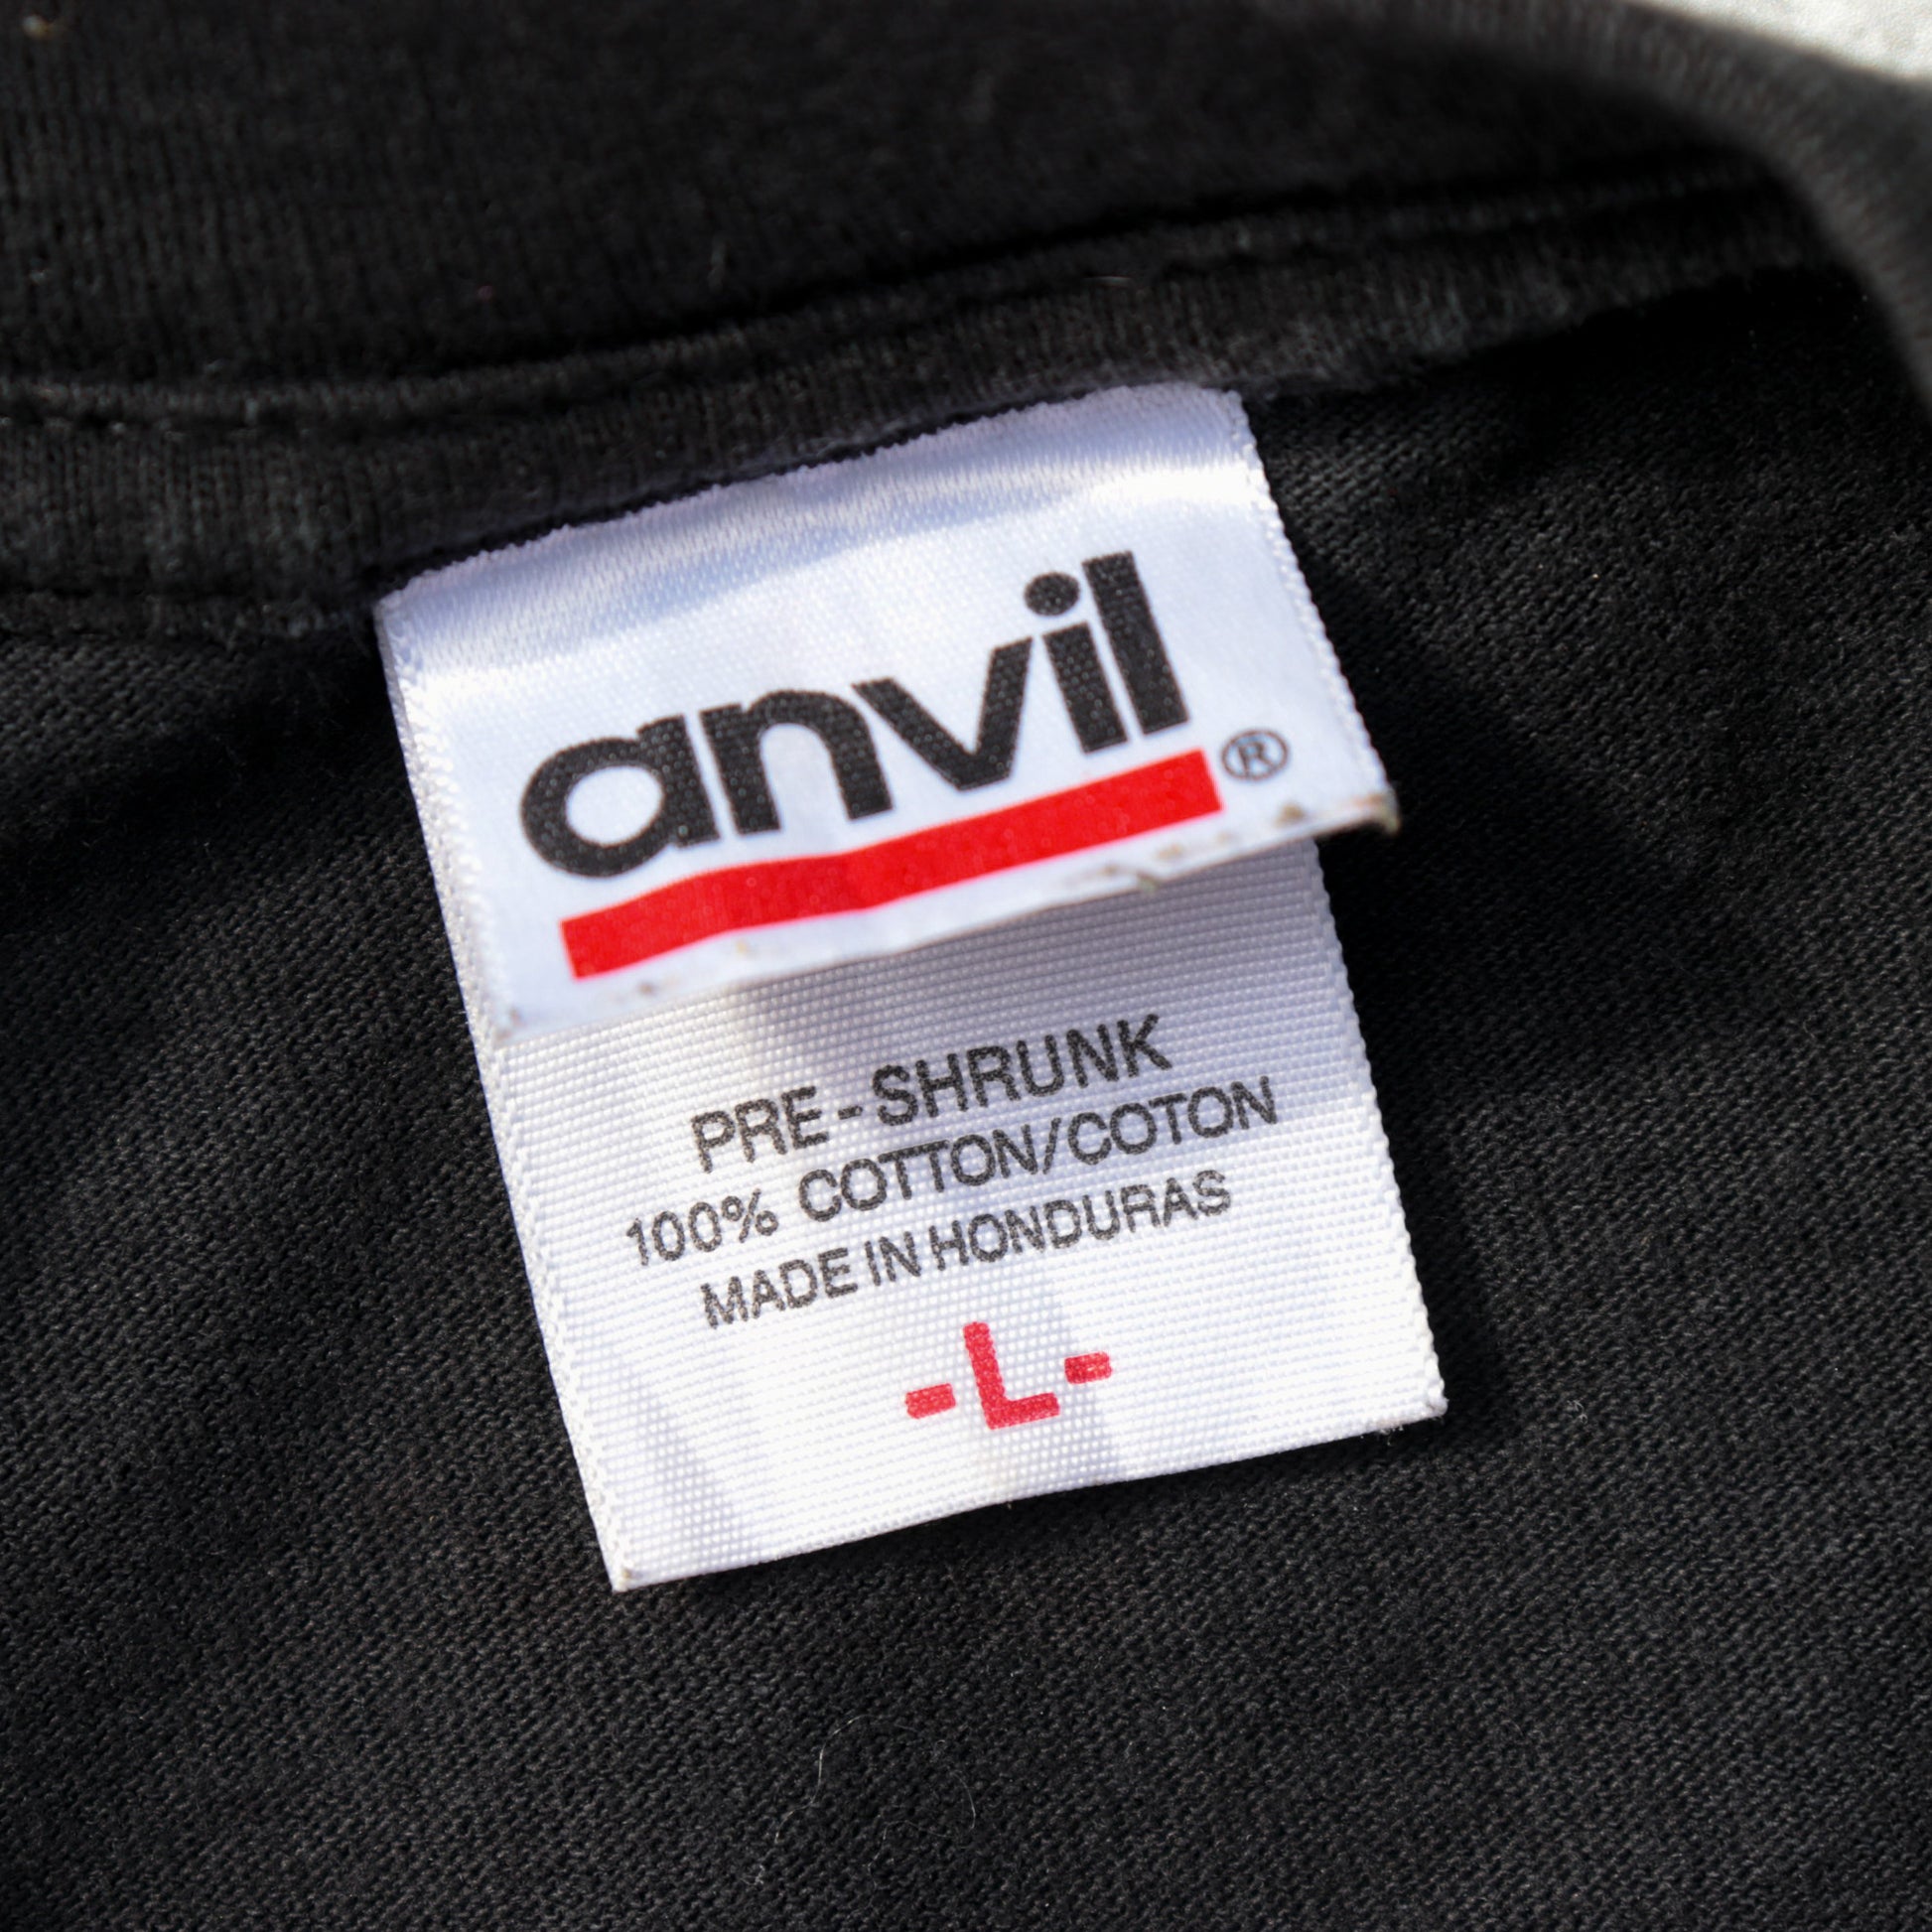 anvil®
PRE-SHRUNK
100% COTTON/COTON
MADE IN HONDURAS
-L-